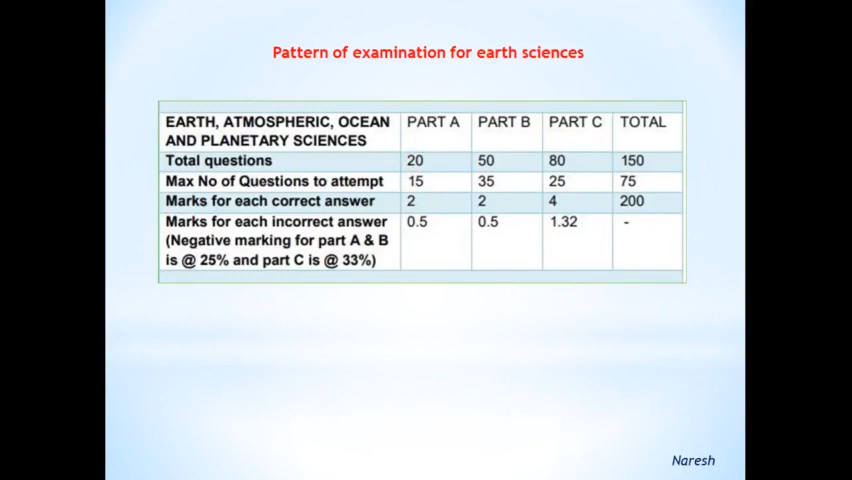 Pattern of examination for earth sciences
EARTH, ATMOSPHERIC, OCEAN PART A PART B PART C TOTAL
AND PLANETARY SCIENCES
Total questions 20 50 80 150
Max No of Questions to attempt 15 35 25 75
Marks for each correct answer 2 2 4 200
Marks for each incorrect answer 0.5 0.5 1.32 -
(Negative marking for part A & B
is @ 25% and part C is @ 33%)
Naresh